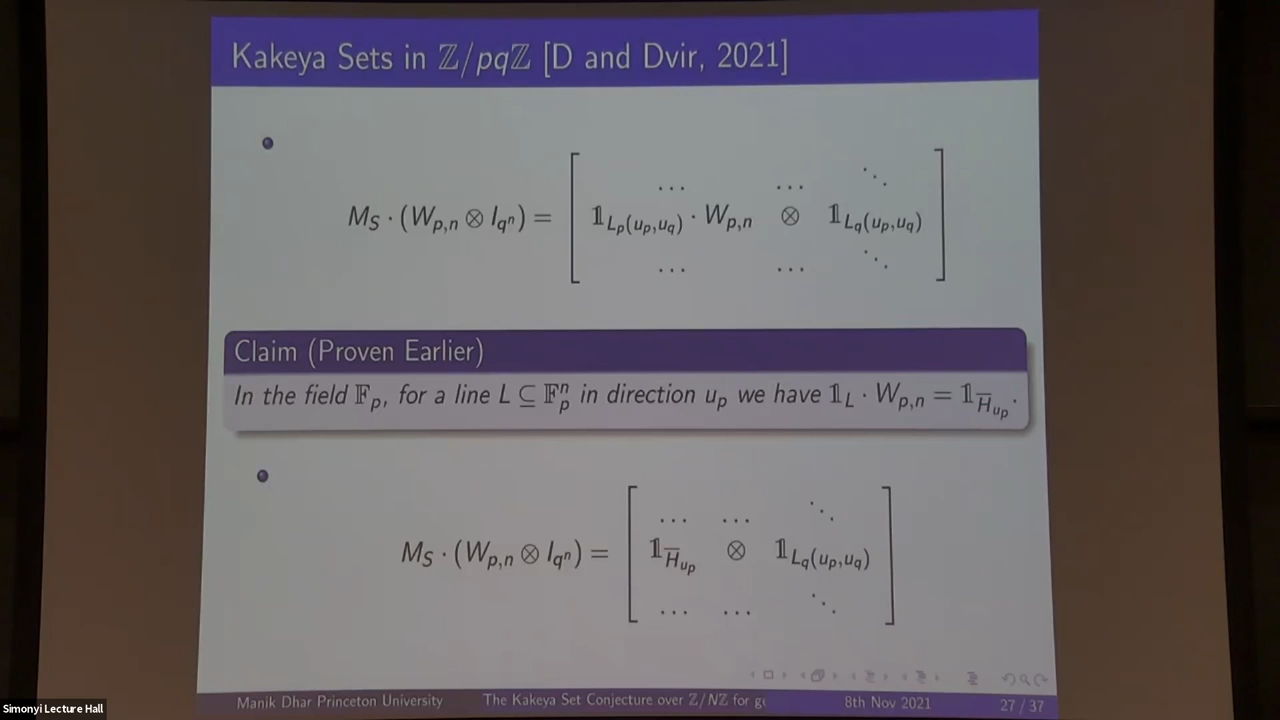 Kakeya Sets in ℤ/pqℤ [D and Dvir, 2021]
M_S · (W_{p,n} ⊗ I_{q^n}) = [ 𝟙_{L_p(u_p,u_q)} · W_{p,n} ⊗ 𝟙_{L_q(u_p,u_q)} ]
Claim (Proven Earlier)
In the field 𝔽_p, for a line L ⊆ 𝔽_p^n in direction u_p we have 𝟙_L · W_{p,n} = 𝟙_{H̅_{u_p}}.
M_S · (W_{p,n} ⊗ I_{q^n}) = [ 𝟙_{H̅_{u_p}} ⊗ 𝟙_{L_q(u_p,u_q)} ]
Manik Dhar Princeton University The Kakeya Set Conjecture over ℤ/Nℤ for ge 8th Nov 2021 27 / 37
Simonyi Lecture Hall